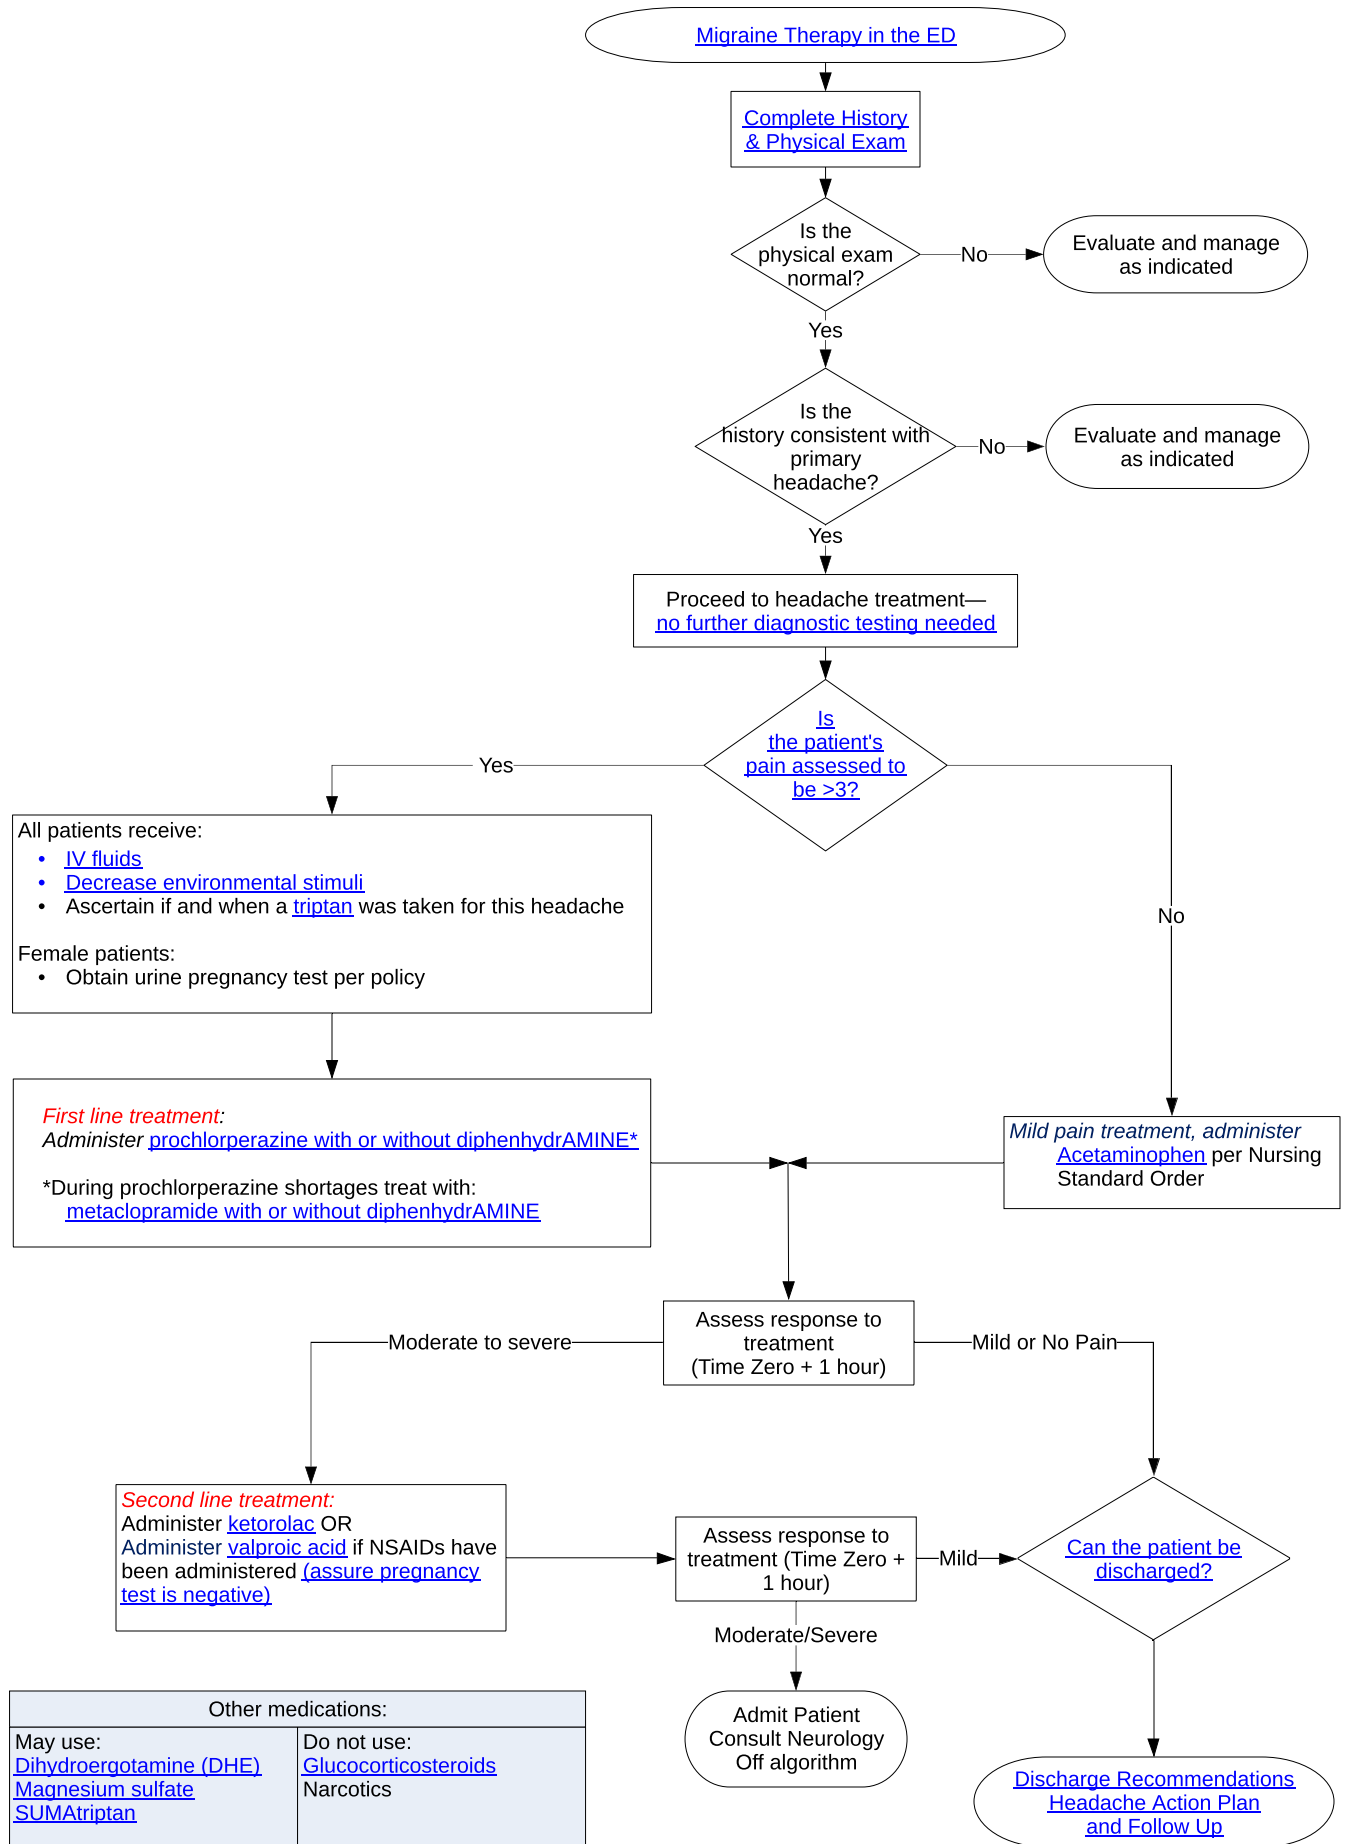 Migraine Therapy in the ED
Complete History
& Physical Exam
Is the
physical exam
normal?
No
Evaluate and manage
as indicated
Yes
Is the
history consistent with
primary
headache?
No
Evaluate and manage
as indicated
Yes
Proceed to headache treatment—
no further diagnostic testing needed
Is
the patient's
pain assessed to
be >3?
Yes
All patients receive:
• IV fluids
• Decrease environmental stimuli
• Ascertain if and when a triptan was taken for this headache
Female patients:
• Obtain urine pregnancy test per policy
No
First line treatment:
Administer prochlorperazine with or without diphenhydrAMINE*
*During prochlorperazine shortages treat with:
metaclopramide with or without diphenhydrAMINE
Mild pain treatment, administer
Acetaminophen per Nursing
Standard Order
Assess response to
treatment
(Time Zero + 1 hour)
Moderate to severe
Mild or No Pain
Second line treatment:
Administer ketorolac OR
Administer valproic acid if NSAIDs have
been administered (assure pregnancy
test is negative)
Assess response to
treatment (Time Zero +
1 hour)
Mild
Can the patient be
discharged?
Moderate/Severe
Admit Patient
Consult Neurology
Off algorithm
Discharge Recommendations
Headache Action Plan
and Follow Up
Other medications:
May use:
Dihydroergotamine (DHE)
Magnesium sulfate
SUMAtriptan
Do not use:
Glucocorticosteroids
Narcotics